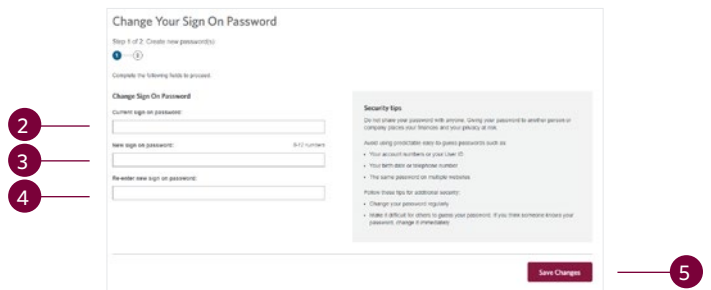 Change Your Sign On Password
Step 1 of 2: Create new password(s)
1 2
Complete the following fields to proceed.
Change Sign On Password
Current sign on password:
2
New sign on password: 8-12 numbers
3
Re-enter new sign on password:
4
Security tips
Do not share your password with anyone. Giving your password to another person or
company places your finances and your privacy at risk.
Avoid using predictable easy to guess passwords such as:
• Your account numbers or your User ID
• Your birth date or telephone number
• The same password on multiple websites
Follow these tips for additional security:
• Change your password regularly
• Make it difficult for others to guess your password. If you think someone knows your
password, change it immediately
Save Changes
5